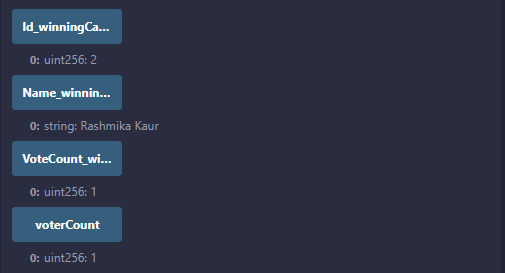 Id_winningCa...
0: uint256: 2
Name_winnin...
0: string: Rashmika Kaur
VoteCount_wi...
0: uint256: 1
voterCount
0: uint256: 1